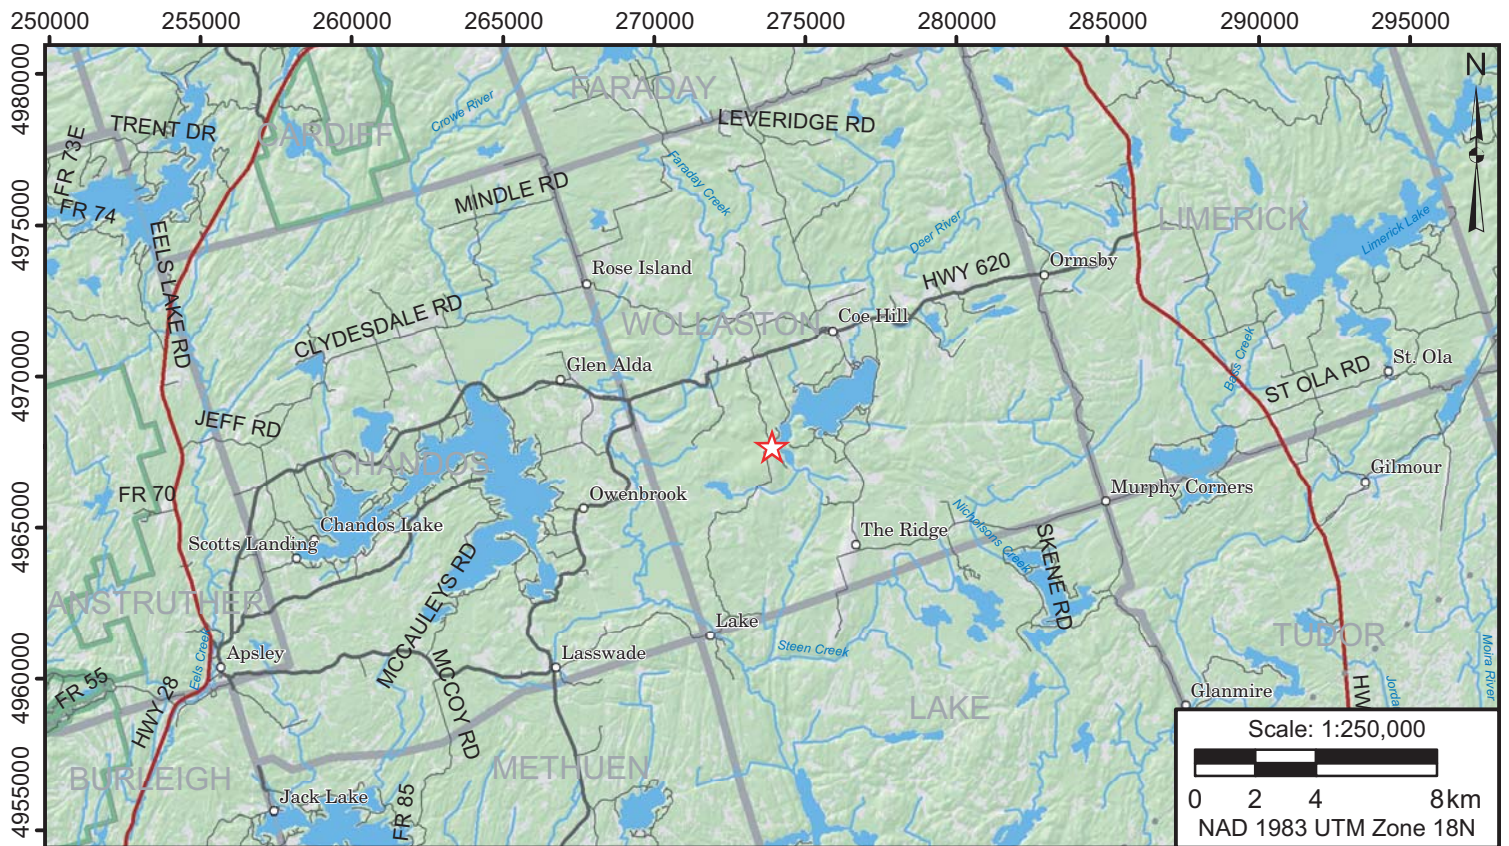 250000 255000 260000 265000 270000 275000 280000 285000 290000 295000
4980000
4975000
4970000
4965000
4960000
4955000
N
FARADAY
CARDIFF
Crowe River
TRENT DR
LEVERIDGE RD
FR 73E
FR 74
MINDLE RD
Faraday Creek
Deer River
LIMERICK
Limerick Lake
EELS LAKE RD
Rose Island
HWY 620
Ormsby
CLYDESDALE RD
WOLLASTON
Coe Hill
Glen Alda
Bass Creek
St. Ola
ST OLA RD
JEFF RD
CHANDOS
FR 70
Owenbrook
Gilmour
Murphy Corners
Chandos Lake
Scotts Landing
The Ridge
Nicholsons Creek
SKENE RD
MCCAULEYS RD
ANSTRUTHER
Lake
TUDOR
Eels Creek
Apsley
Lasswade
Steen Creek
Moira River
MCCOY RD
FR 55
HWY 28
LAKE
Glanmire
HW
Jorda
BURLEIGH
METHUEN
Jack Lake
FR 85
Scale: 1:250,000
0 2 4 8km
NAD 1983 UTM Zone 18N